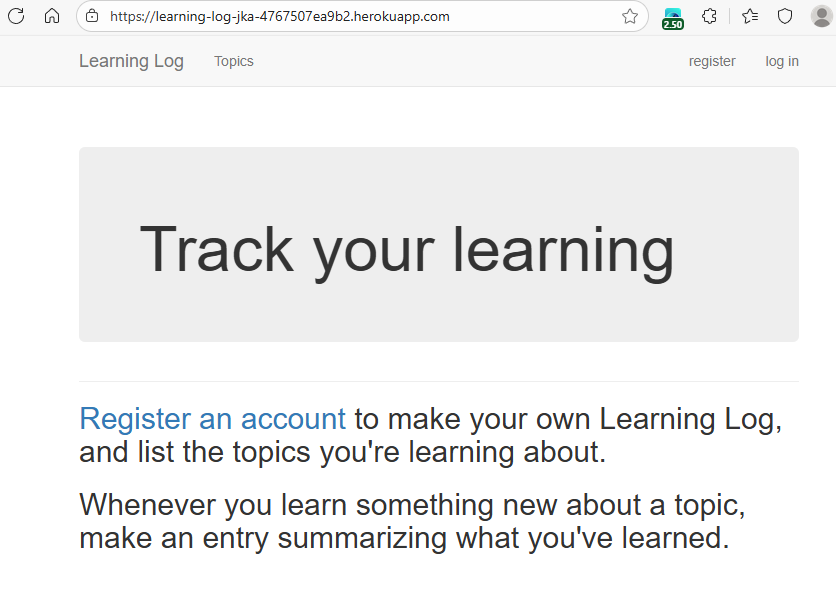 https://learning-log-jka-4767507ea9b2.herokuapp.com
2.50
Learning Log Topics register log in
Track your learning
Register an account to make your own Learning Log,
and list the topics you're learning about.
Whenever you learn something new about a topic,
make an entry summarizing what you've learned.